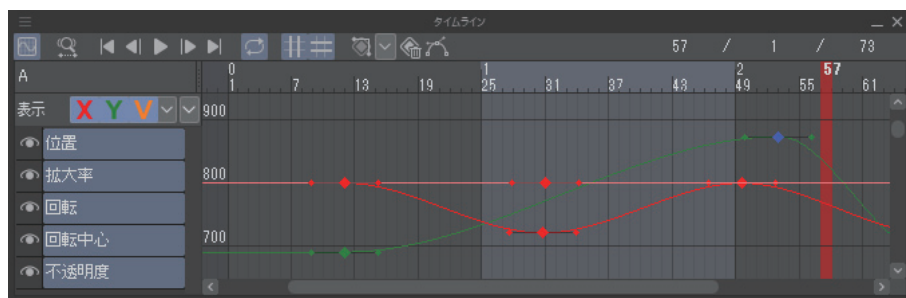 タイムライン
57 / 1 / 73
A
0 1 2 57
1 7 13 19 25 31 37 43 49 55 61
表示 X Y V
900
位置
拡大率
800
回転
回転中心
700
不透明度